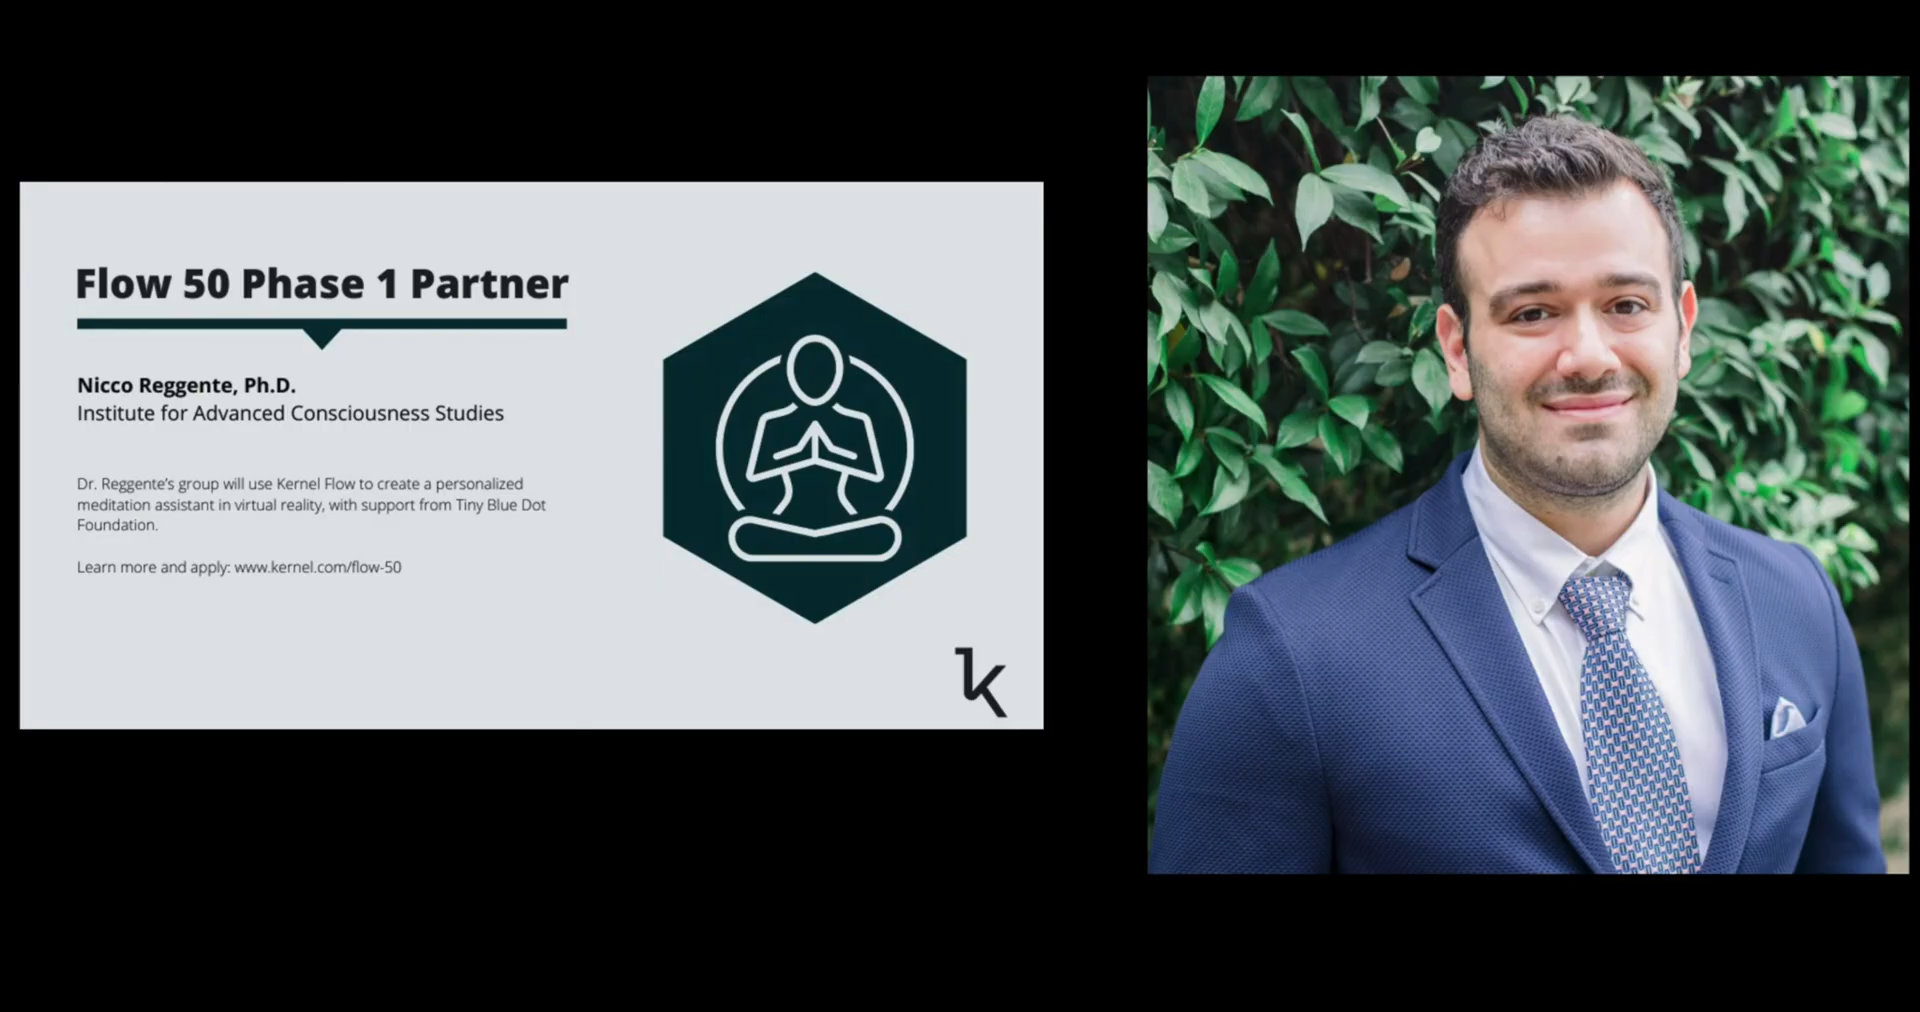 Flow 50 Phase 1 Partner
Nicco Reggente, Ph.D.
Institute for Advanced Consciousness Studies
Dr. Reggente's group will use Kernel Flow to create a personalized
meditation assistant in virtual reality, with support from Tiny Blue Dot
Foundation.
Learn more and apply: www.kernel.com/flow-50
k